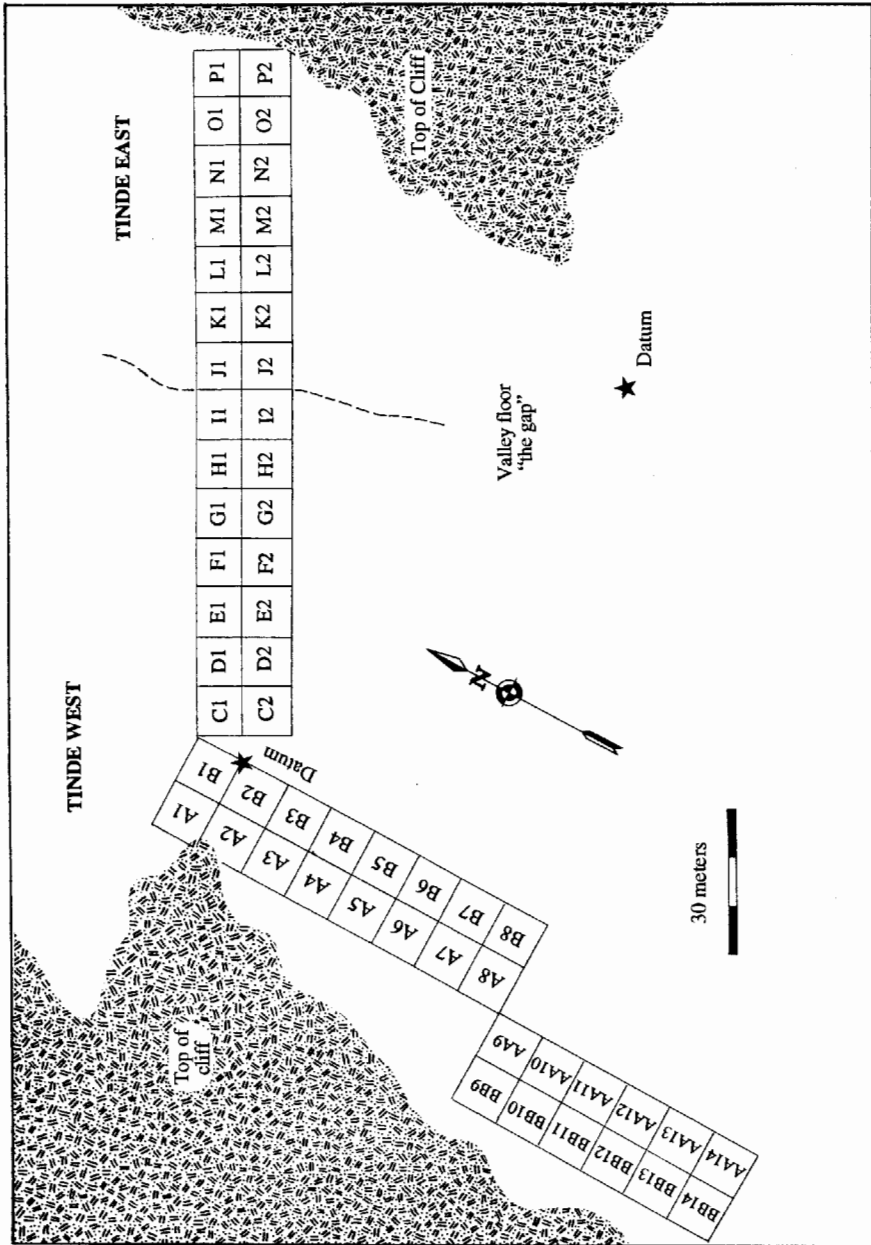 TINDE WEST
TINDE EAST
A1
B1
A2
B2
A3
B3
A4
B4
A5
B5
A6
B6
A7
B7
A8
B8
Datum
C1 D1 E1 F1 G1 H1 I1 J1 K1 L1 M1 N1 O1 P1
C2 D2 E2 F2 G2 H2 I2 J2 K2 L2 M2 N2 O2 P2
Top of
cliff
Top of Cliff
BB9
AA9
BB10
AA10
BB11
AA11
BB12
AA12
BB13
AA13
BB14
AA14
N
Valley floor
"the gap"
Datum
30 meters